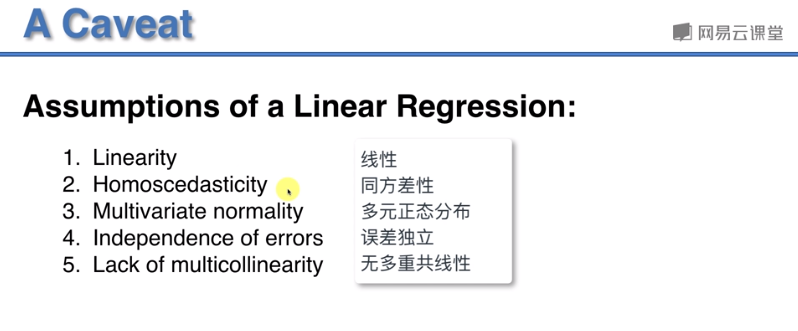 A Caveat
网易云课堂
Assumptions of a Linear Regression:
1. Linearity
2. Homoscedasticity
3. Multivariate normality
4. Independence of errors
5. Lack of multicollinearity
线性
同方差性
多元正态分布
误差独立
无多重共线性